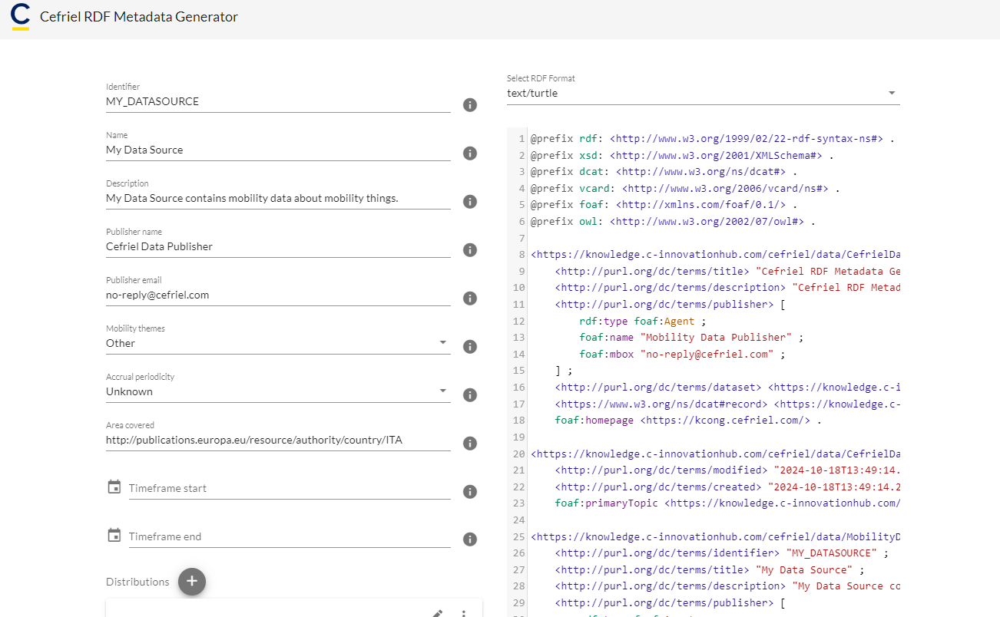 C Cefriel RDF Metadata Generator
Identifier
MY_DATASOURCE
Name
My Data Source
Description
My Data Source contains mobility data about mobility things.
Publisher name
Cefriel Data Publisher
Publisher email
no-reply@cefriel.com
Mobility themes
Other
Accrual periodicity
Unknown
Area covered
http://publications.europa.eu/resource/authority/country/ITA
Timeframe start
Timeframe end
Distributions +
Select RDF Format
text/turtle
1 @prefix rdf: <http://www.w3.org/1999/02/22-rdf-syntax-ns#> .
2 @prefix xsd: <http://www.w3.org/2001/XMLSchema#> .
3 @prefix dcat: <http://www.w3.org/ns/dcat#> .
4 @prefix vcard: <http://www.w3.org/2006/vcard/ns#> .
5 @prefix foaf: <http://xmlns.com/foaf/0.1/> .
6 @prefix owl: <http://www.w3.org/2002/07/owl#> .
7
8 <https://knowledge.c-innovationhub.com/cefriel/data/CefrielDa
9 <http://purl.org/dc/terms/title> "Cefriel RDF Metadata Ge
10 <http://purl.org/dc/terms/description> "Cefriel RDF Metad
11 <http://purl.org/dc/terms/publisher> [
12 rdf:type foaf:Agent ;
13 foaf:name "Mobility Data Publisher" ;
14 foaf:mbox "no-reply@cefriel.com" ;
15 ] ;
16 <http://purl.org/dc/terms/dataset> <https://knowledge.c-i
17 <https://www.w3.org/ns/dcat#record> <https://knowledge.c-
18 foaf:homepage <https://kcong.cefriel.com/> .
19
20 <https://knowledge.c-innovationhub.com/cefriel/data/CefrielDa
21 <http://purl.org/dc/terms/modified> "2024-10-18T13:49:14.
22 <http://purl.org/dc/terms/created> "2024-10-18T13:49:14.2
23 foaf:primaryTopic <https://knowledge.c-innovationhub.com/
24
25 <https://knowledge.c-innovationhub.com/cefriel/data/MobilityD
26 <http://purl.org/dc/terms/identifier> "MY_DATASOURCE" ;
27 <http://purl.org/dc/terms/title> "My Data Source" ;
28 <http://purl.org/dc/terms/description> "My Data Source co
29 <http://purl.org/dc/terms/publisher> [